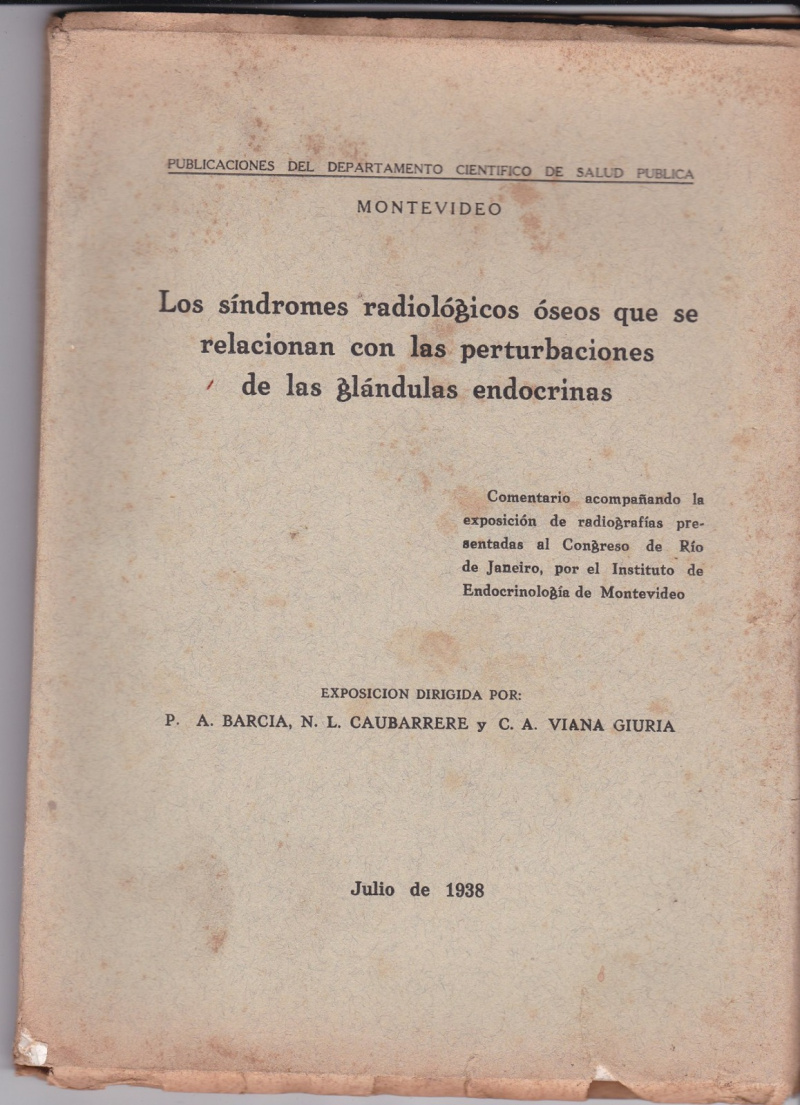 PUBLICACIONES DEL DEPARTAMENTO CIENTIFICO DE SALUD PUBLICA
MONTEVIDEO
Los síndromes radiológicos óseos que se
relacionan con las perturbaciones
de las glándulas endocrinas
Comentario acompañando la
exposición de radiografías pre-
sentadas al Congreso de Río
de Janeiro, por el Instituto de
Endocrinología de Montevideo
EXPOSICION DIRIGIDA POR:
P. A. BARCIA, N. L. CAUBARRERE y C. A. VIANA GIURIA
Julio de 1938